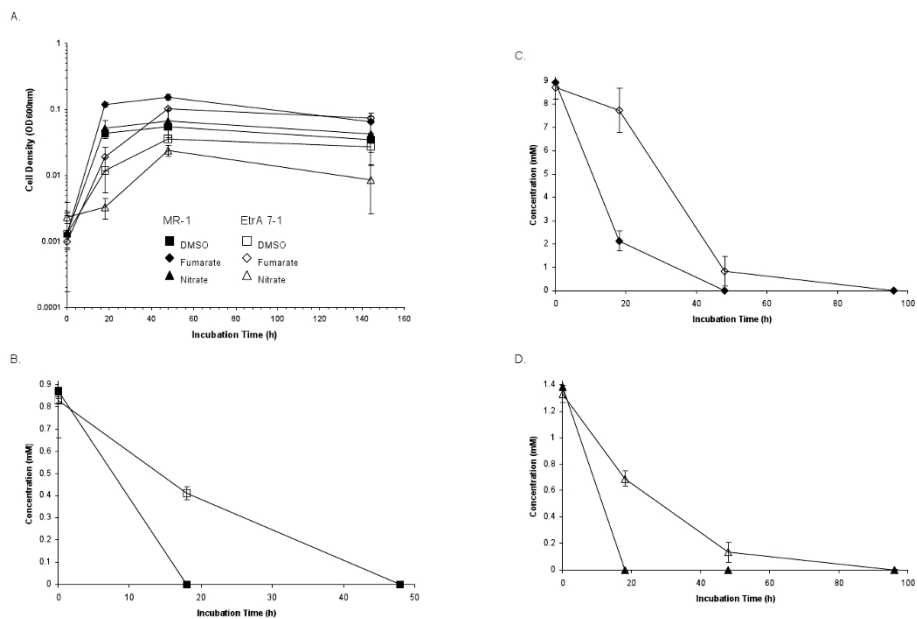 A.
1
0.1
0.01
0.001
0.0001
Cell Density (OD600nm)
MR-1 EtrA 7-1
DMSO DMSO
Fumarate Fumarate
Nitrate Nitrate
0 20 40 60 80 100 120 140 160
Incubation Time (h)
C.
9
8
7
6
5
4
3
2
1
0
Concentration (mM)
0 20 40 60 80 100
Incubation Time (h)
B.
0.9
0.8
0.7
0.6
0.5
0.4
0.3
0.2
0.1
0
Concentration (mM)
0 10 20 30 40 50
Incubation Time (h)
D.
1.4
1.2
1
0.8
0.6
0.4
0.2
0
Concentration (mM)
0 20 40 60 80 100
Incubation Time (h)